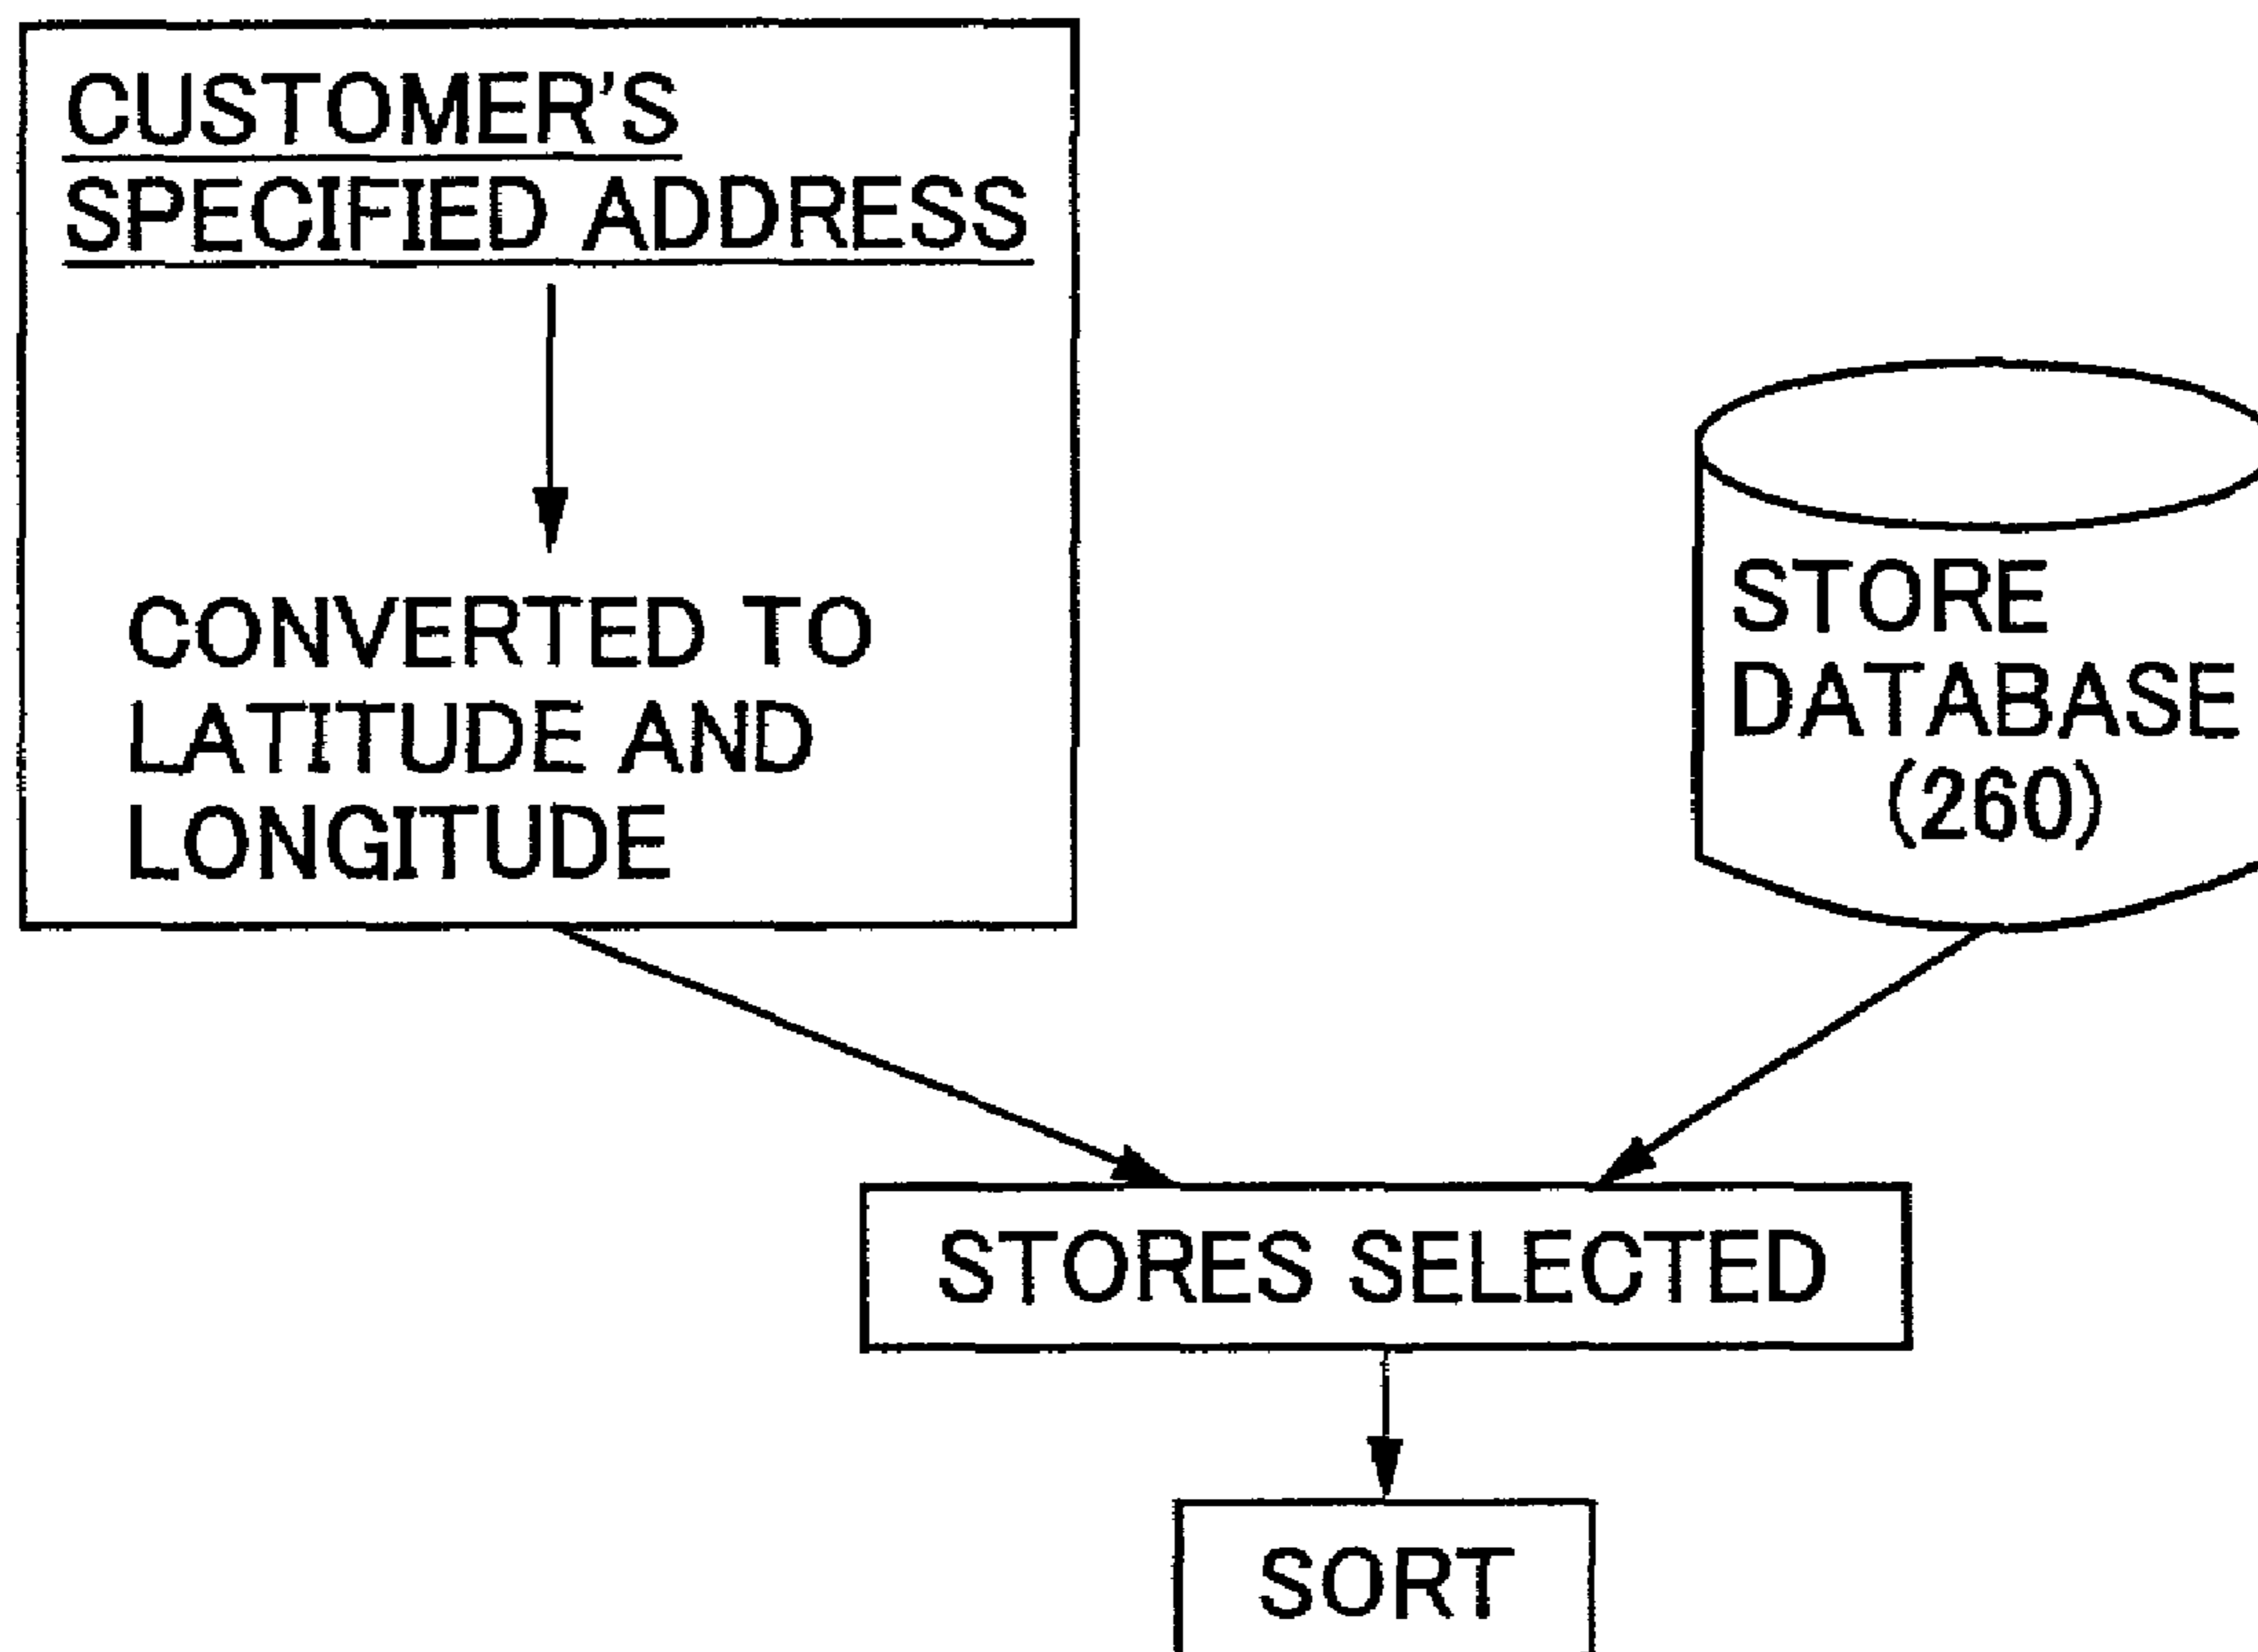 CUSTOMER'S
SPECIFIED ADDRESS
CONVERTED TO
LATITUDE AND
LONGITUDE
STORE
DATABASE
(260)
STORES SELECTED
SORT